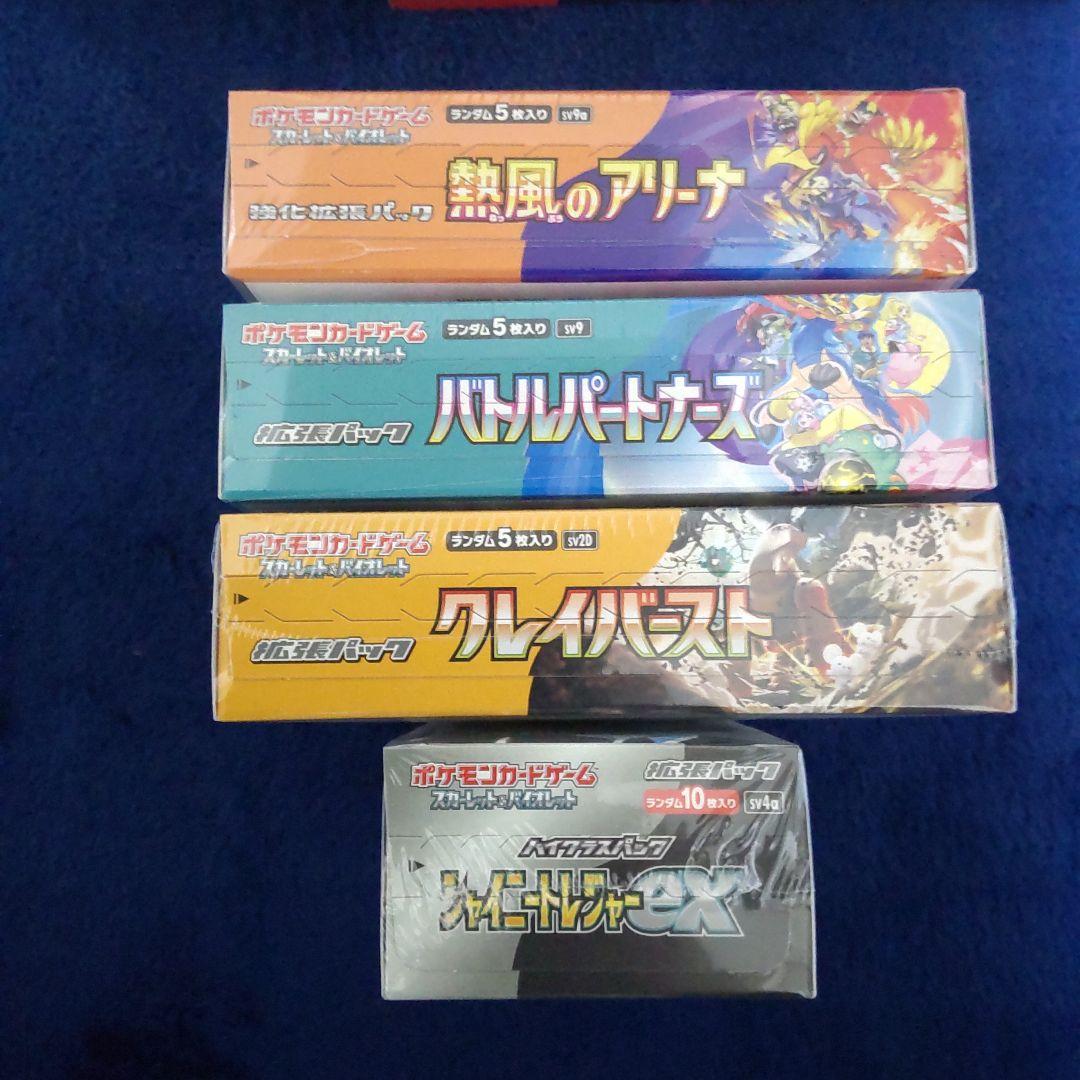 ポケモンカードゲーム ランダム5枚入り sv9a
スカーレット&バイオレット
強化拡張パック 熱風のアリーナ
ねっ ぷう
ポケモンカードゲーム ランダム5枚入り sv9
スカーレット&バイオレット
拡張パック バトルパートナーズ
ポケモンカードゲーム ランダム5枚入り sv2D
スカーレット&バイオレット
拡張パック クレイバースト
ポケモンカードゲーム 拡張パック
スカーレット&バイオレット ランダム10枚入り sv4a
ハイクラスパック
シャイニートレジャーex